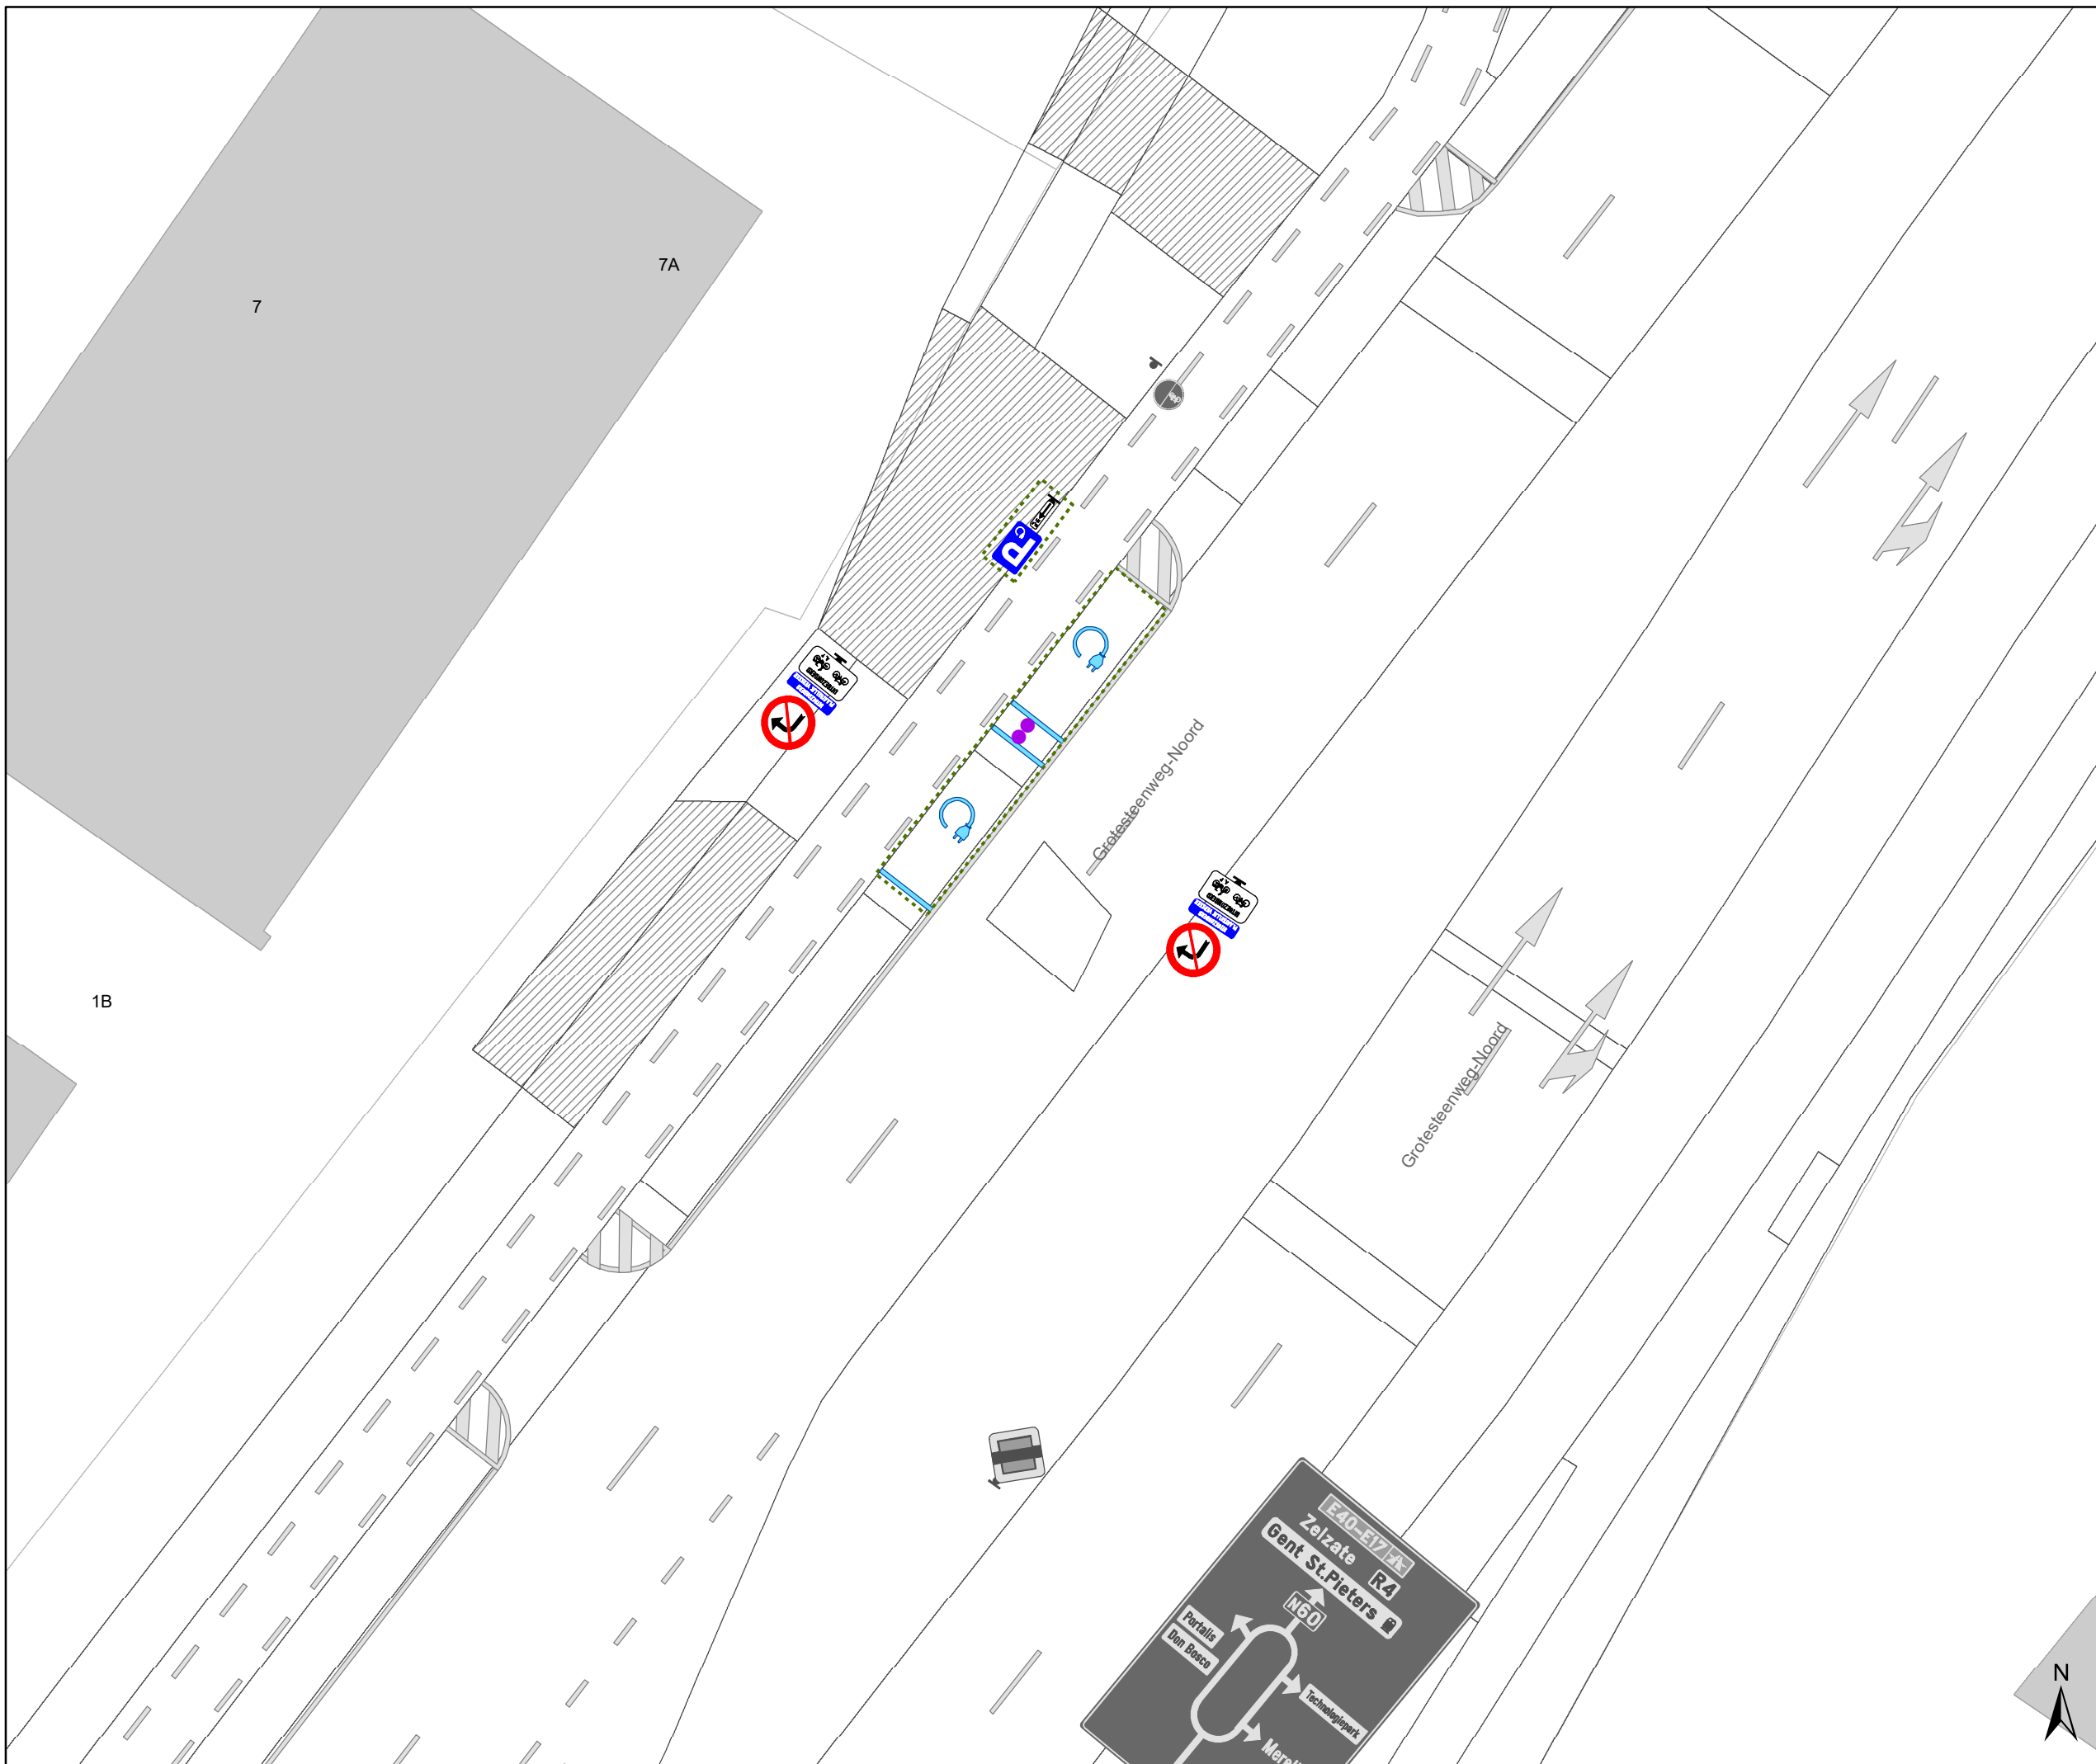 7A
7
1B
Grotesteenweg-Noord
Grotesteenweg-Noord
E40-E17
Zelzate
R4
Gent St.Pieters
N60
Portalis
Don Bosco
Technologiepark
N